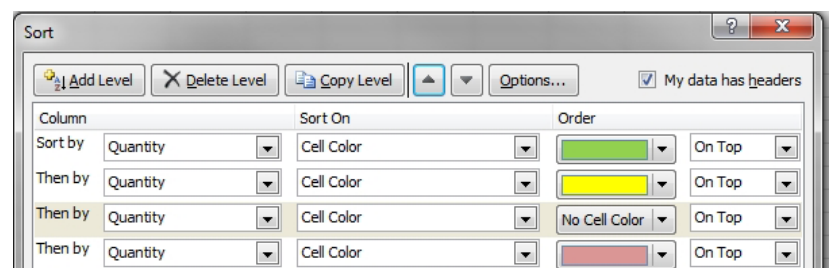 Sort
Add Level Delete Level Copy Level Options... My data has headers
Column Sort On Order
Sort by Quantity Cell Color On Top
Then by Quantity Cell Color On Top
Then by Quantity Cell Color No Cell Color On Top
Then by Quantity Cell Color On Top